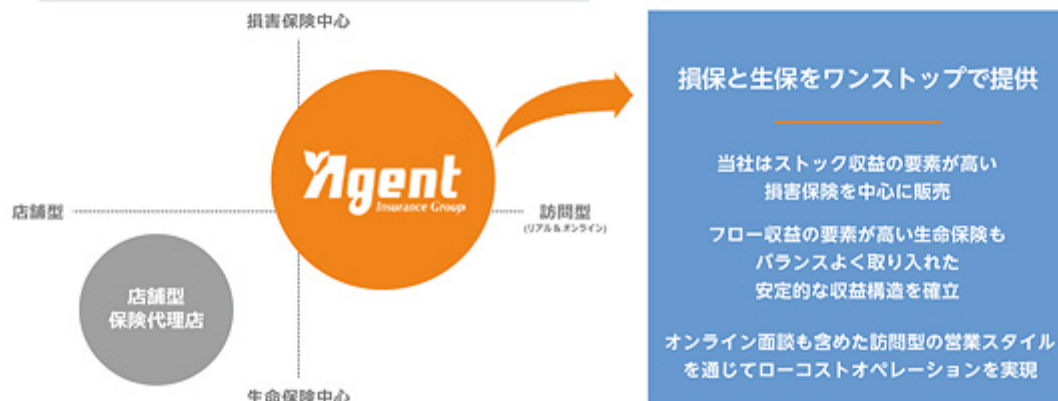 損害保険中心
Agent
Insurance Group
店舗型
訪問型
(リアル&オンライン)
店舗型
保険代理店
生命保険中心
損保と生保をワンストップで提供
当社はストック収益の要素が高い
損害保険を中心に販売
フロー収益の要素が高い生命保険も
バランスよく取り入れた
安定的な収益構造を確立
オンライン面談も含めた訪問型の営業スタイル
を通じてローコストオペレーションを実現